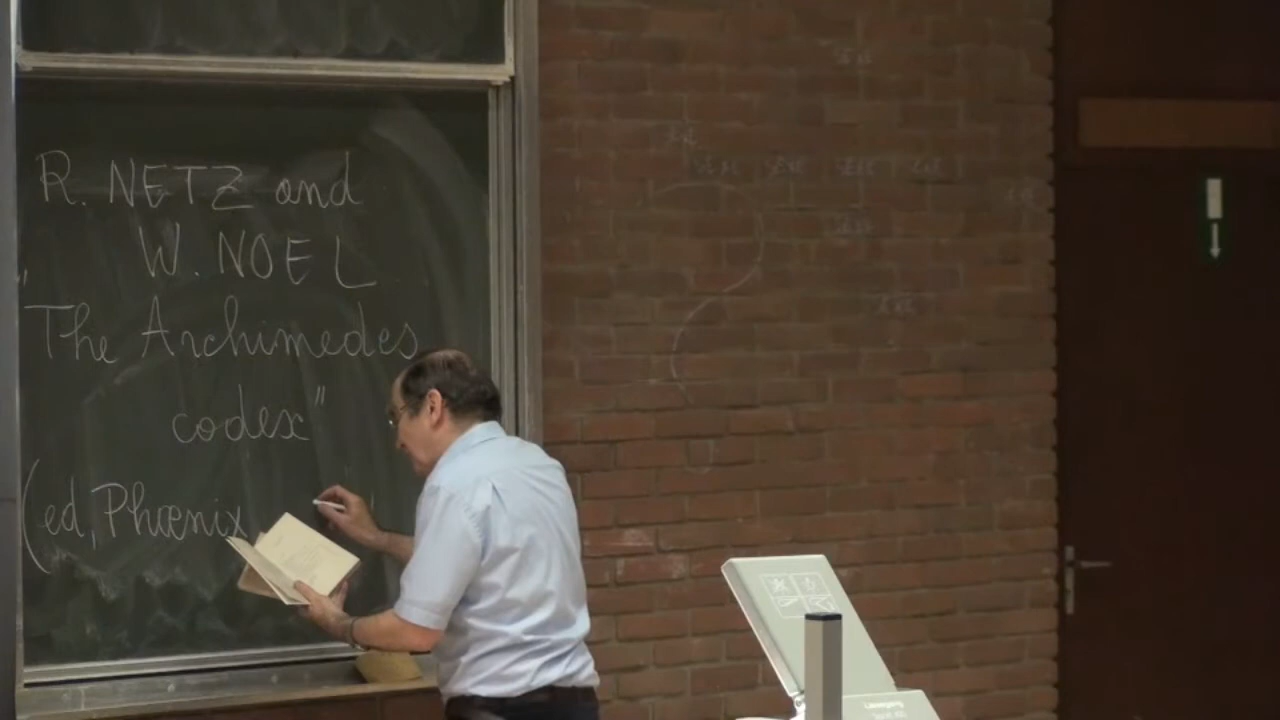 R. NETZ and
W. NOEL
"The Archimedes
codex"
(ed, Phœnix